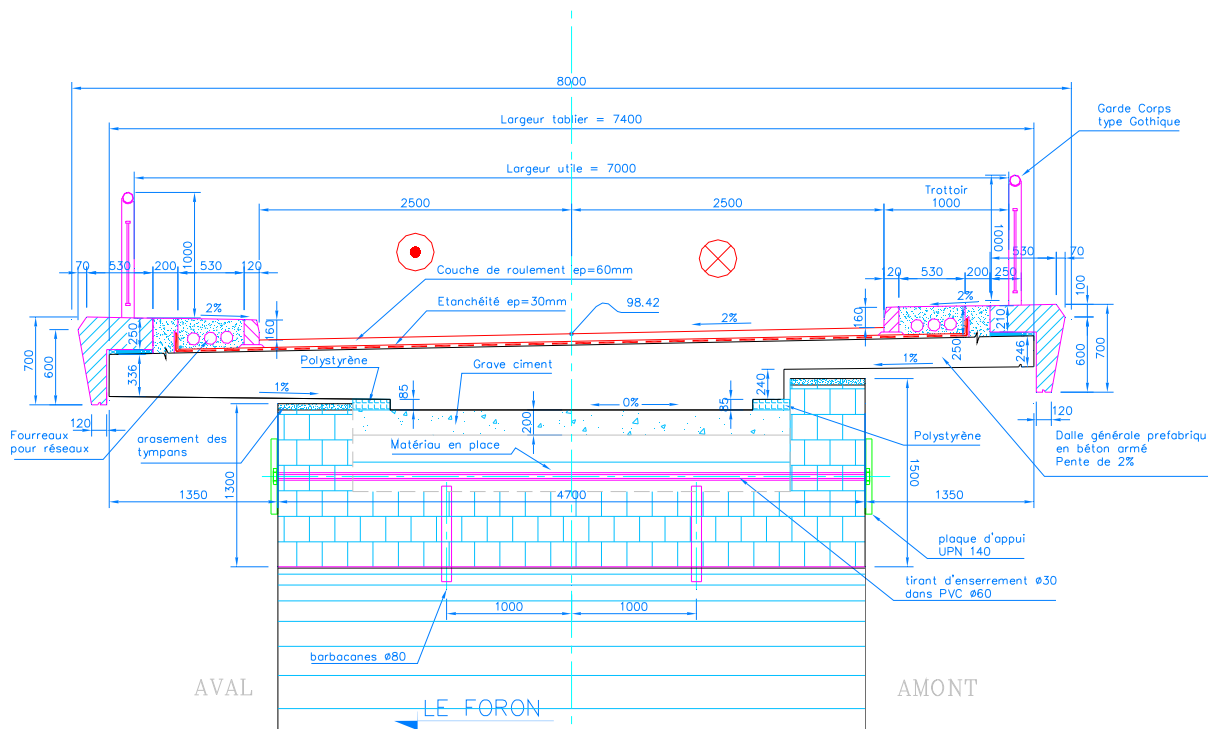 8000
Garde Corps
type Gothique
Largeur tablier = 7400
Largeur utile = 7000
Trottoir
2500
2500
1000
1000
1000
70
530
200
530
120
120
530
200
250
530
70
Couche de roulement ep=60mm
Etanchéité ep=30mm
98.42
2%
2%
2%
100
160
160
250
210
250
246
700
600
600
700
336
Polystyrène
Grave ciment
1%
1%
240
85
85
0%
200
120
120
Fourreaux
pour réseaux
arasement des
tympans
Matériau en place
Polystyrène
Dalle générale prefabriqu
en béton armé
Pente de 2%
1300
1500
1350
4700
1350
plaque d'appui
UPN 140
tirant d'enserrement ø30
dans PVC ø60
1000
1000
barbacanes ø80
AVAL
AMONT
LE FORON